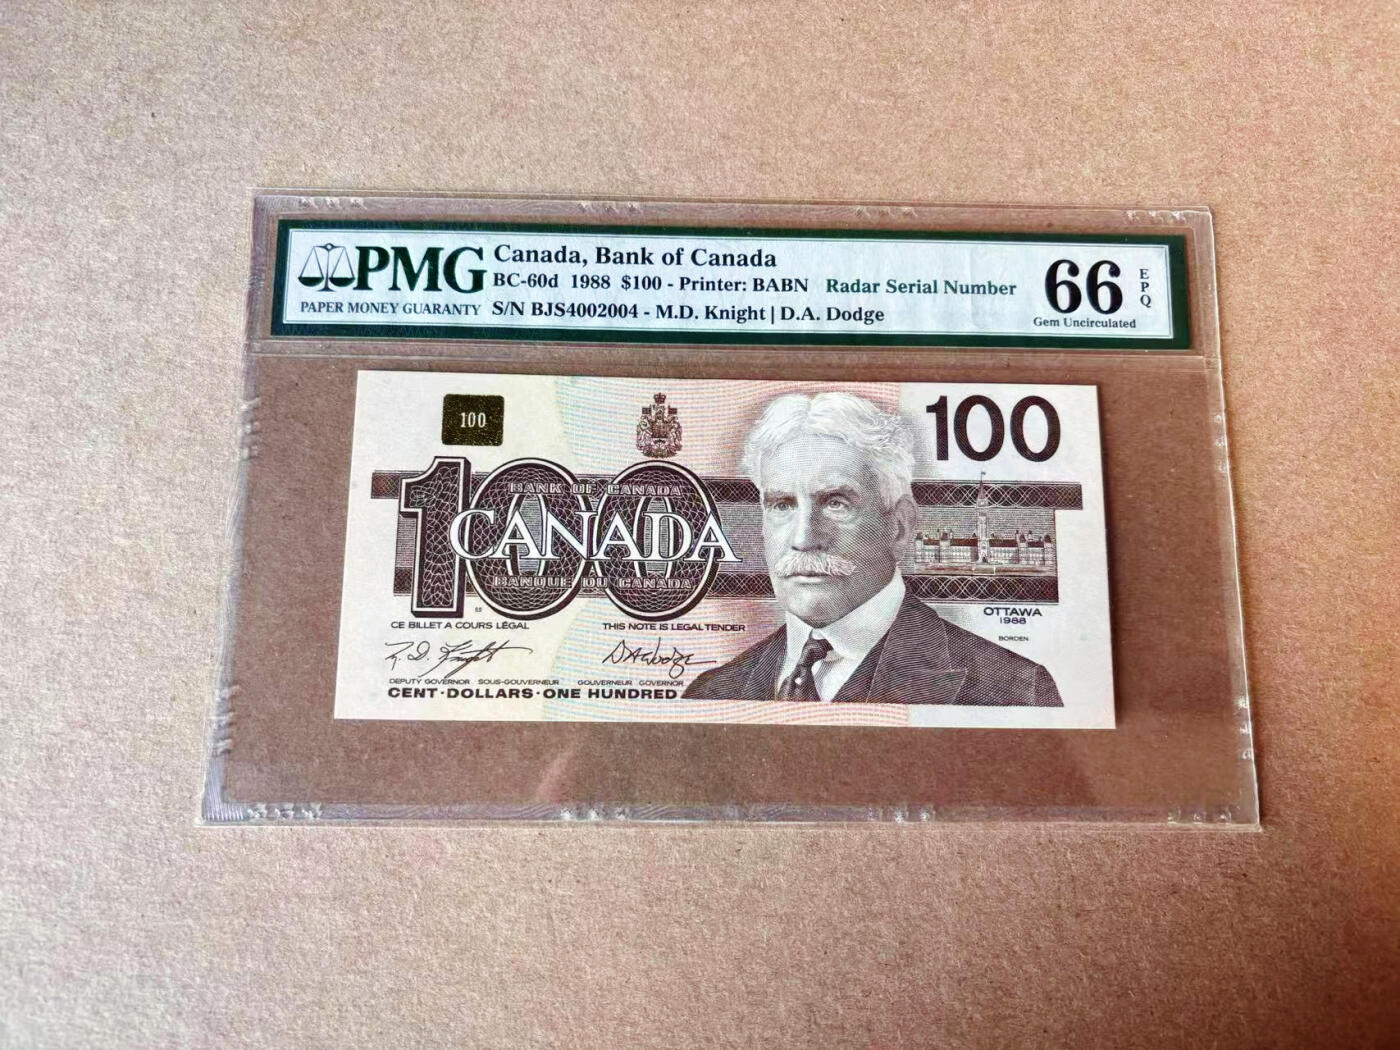 PMG
PAPER MONEY GUARANTY
Canada, Bank of Canada
BC-60d 1988 $100 - Printer: BABN Radar Serial Number
S/N BJS4002004 - M.D. Knight | D.A. Dodge
66
EPQ
Gem Uncirculated
100
100
100
BANK OF CANADA
CANADA
BANQUE DU CANADA
CE BILLET A COURS LÉGAL
THIS NOTE IS LEGAL TENDER
OTTAWA
1988
BORDEN
DEPUTY GOVERNOR SOUS-GOUVERNEUR
GOUVERNEUR GOVERNOR
CENT·DOLLARS·ONE HUNDRED